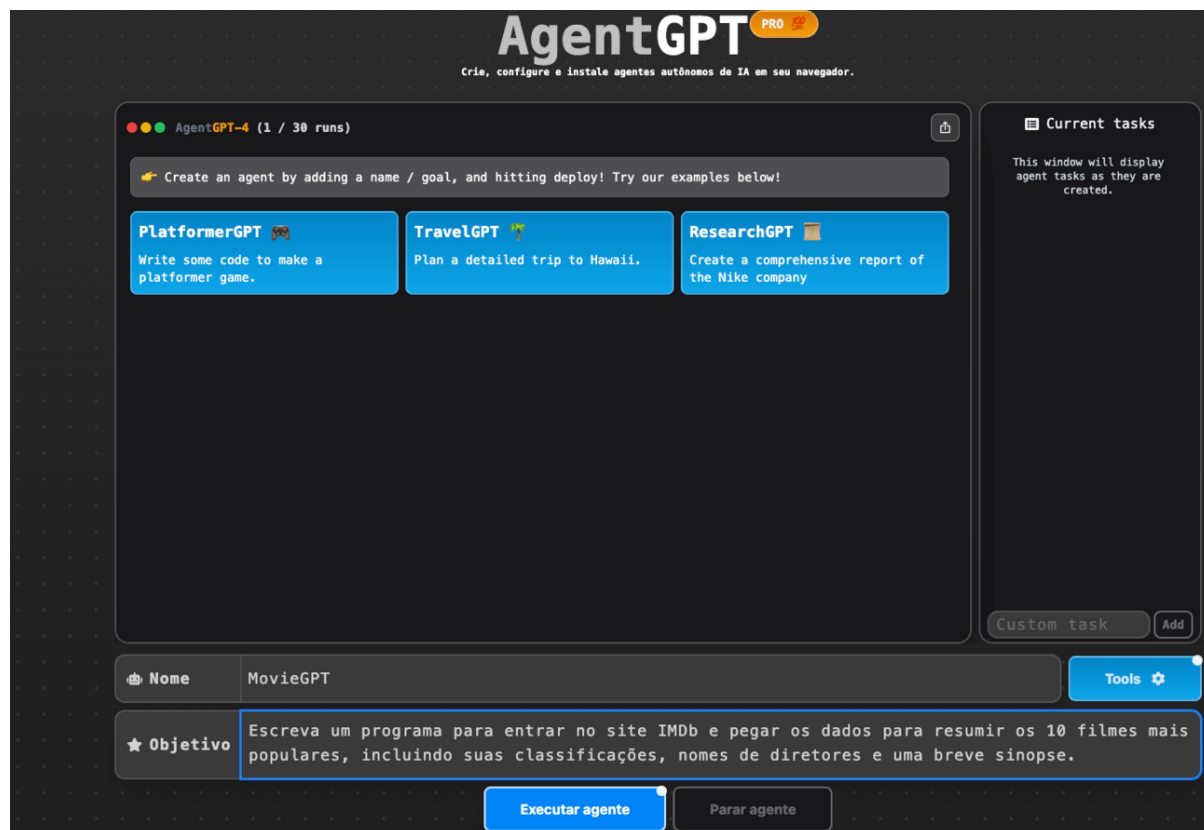 AgentGPT PRO 💯
Crie, configure e instale agentes autônomos de IA em seu navegador.
AgentGPT-4 (1 / 30 runs)
👉 Create an agent by adding a name / goal, and hitting deploy! Try our examples below!
PlatformerGPT 🎮
Write some code to make a
platformer game.
TravelGPT 🌴
Plan a detailed trip to Hawaii.
ResearchGPT 📜
Create a comprehensive report of
the Nike company
Current tasks
This window will display
agent tasks as they are
created.
Custom task
Add
Nome
MovieGPT
Tools
Objetivo
Escreva um programa para entrar no site IMDb e pegar os dados para resumir os 10 filmes mais
populares, incluindo suas classificações, nomes de diretores e uma breve sinopse.
Executar agente
Parar agente